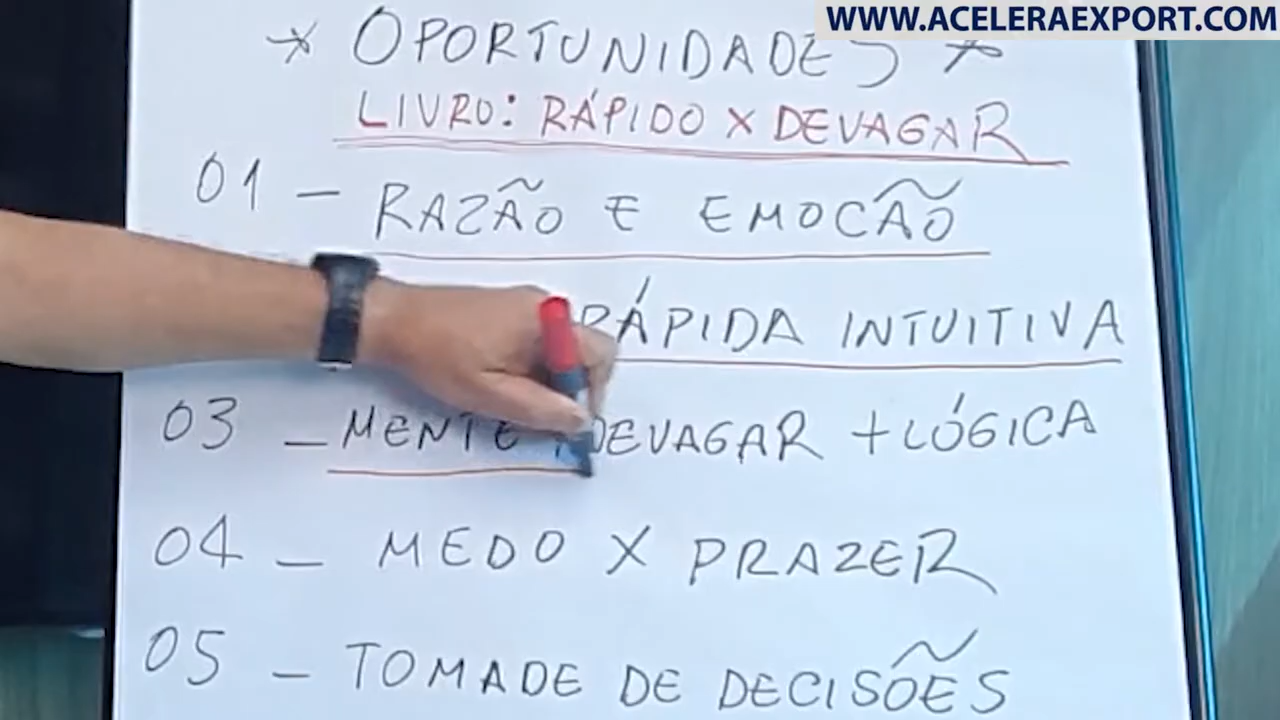 WWW.ACELERAEXPORT.COM
* OPORTUNIDADES *
LIVRO: RÁPIDO X DEVAGAR
01 - RAZÃO E EMOCÃO
RÁPIDA INTUITIVA
03 - MENTE DEVAGAR + LÓGICA
04 - MEDO X PRAZER
05 - TOMADE DE DECISÕES